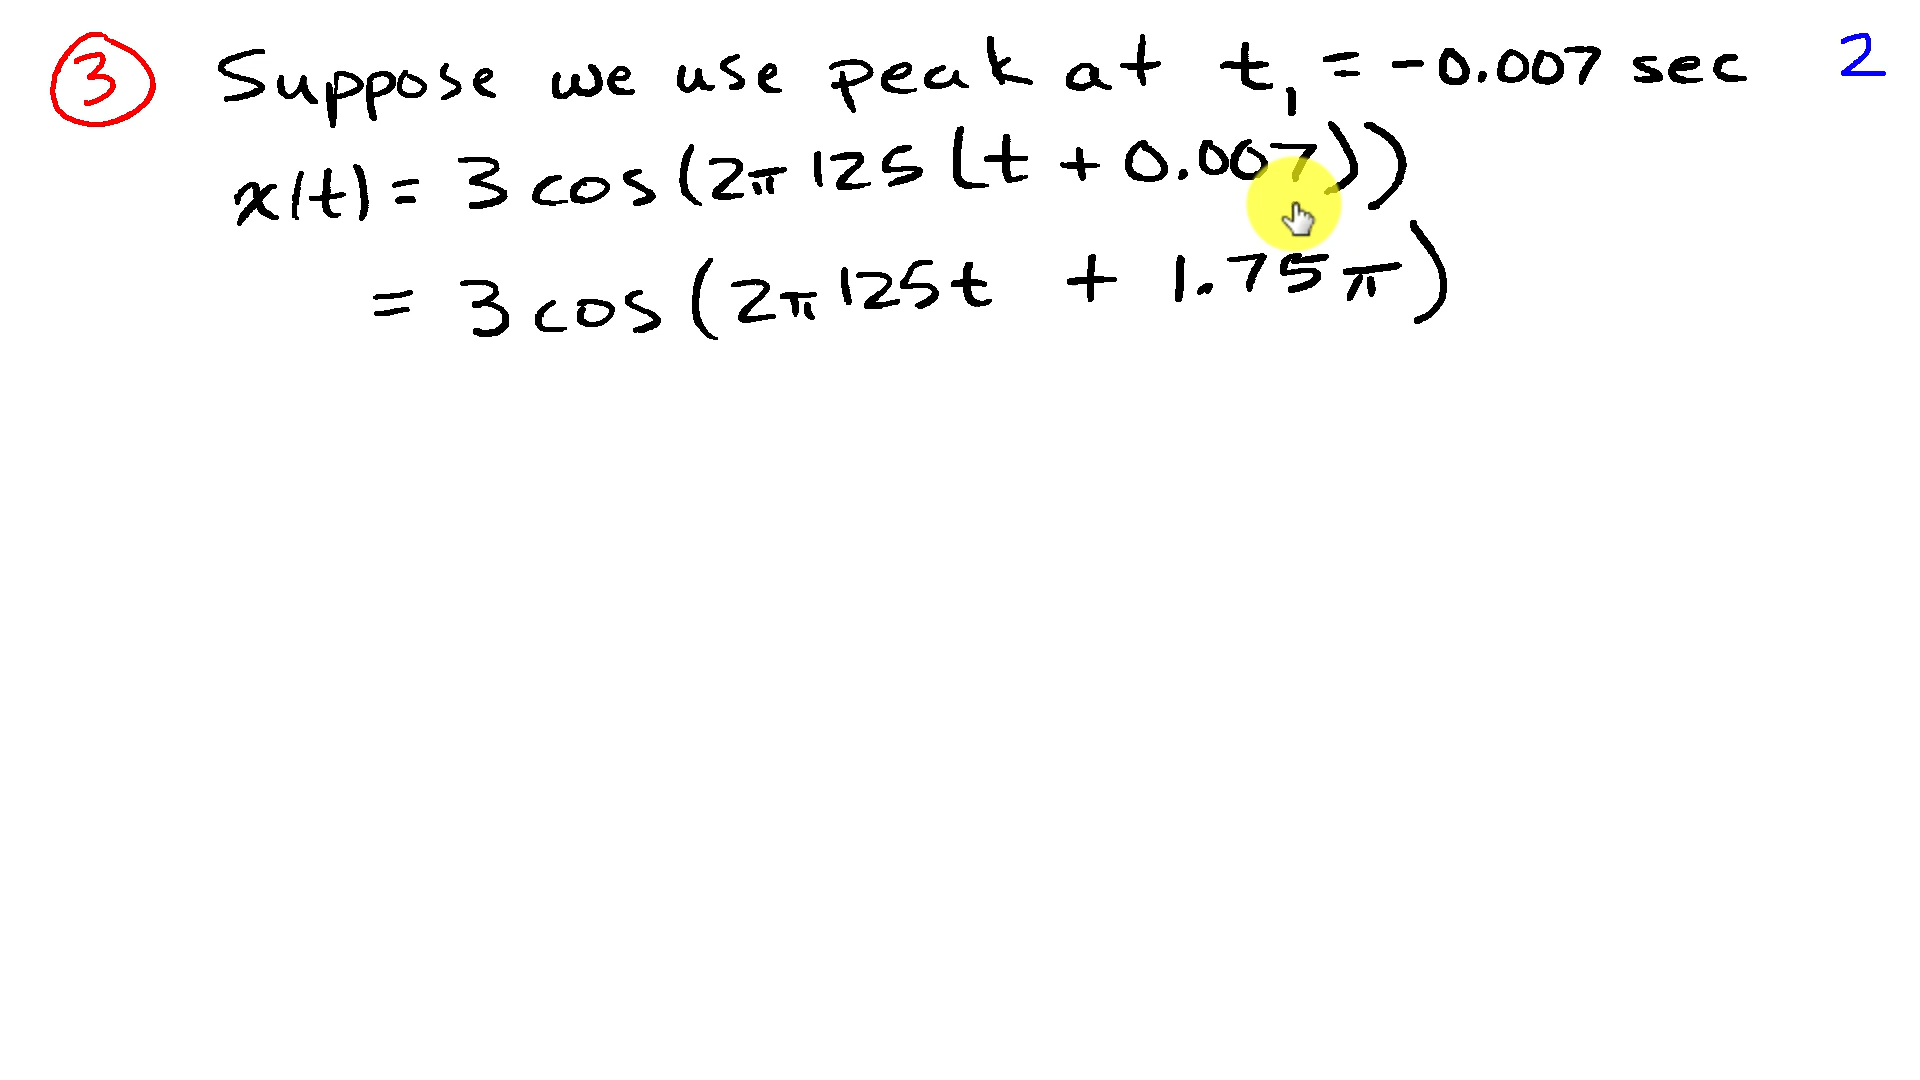 ③ Suppose we use peak at t₁ = -0.007 sec 2
x(t) = 3 cos(2π 125 (t + 0.007))
= 3 cos(2π 125t + 1.75π)